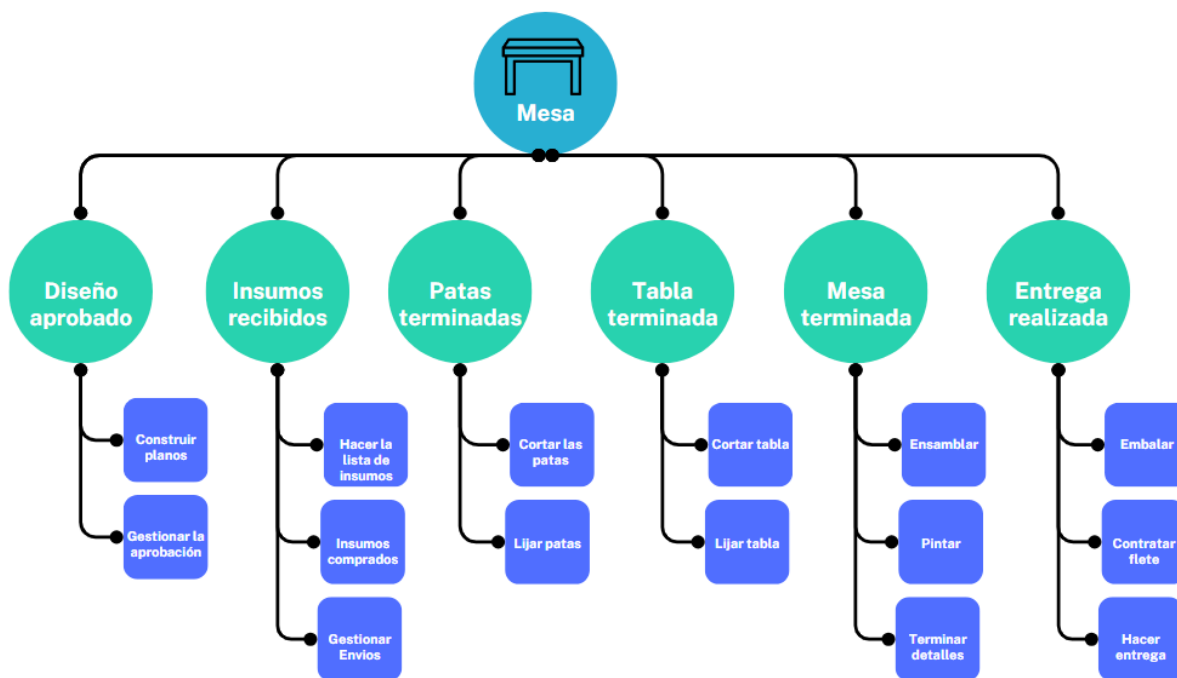 Mesa
Diseño
aprobado
Insumos
recibidos
Patas
terminadas
Tabla
terminada
Mesa
terminada
Entrega
realizada
Construir
planos
Gestionar la
aprobación
Hacer la
lista de
insumos
Insumos
comprados
Gestionar
Envios
Cortar las
patas
Lijar patas
Cortar tabla
Lijar tabla
Ensamblar
Pintar
Terminar
detalles
Embalar
Contratar
flete
Hacer
entrega